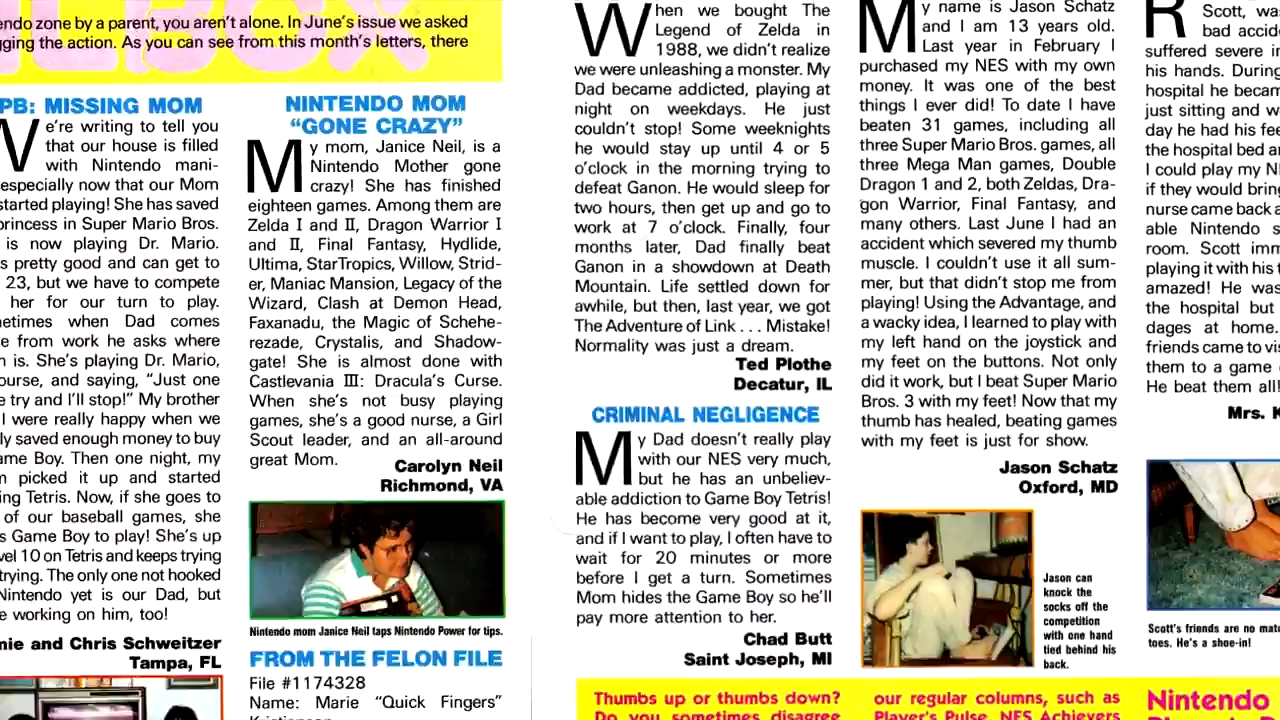 endo zone by a parent, you aren't alone. In June's issue we asked
gging the action. As you can see from this month's letters, there
PB: MISSING MOM
We're writing to tell you
that our house is filled
with Nintendo mani-
especially now that our Mom
started playing! She has saved
princess in Super Mario Bros.
is now playing Dr. Mario.
s pretty good and can get to
23, but we have to compete
her for our turn to play.
etimes when Dad comes
e from work he asks where
n is. She's playing Dr. Mario,
ourse, and saying, "Just one
e try and I'll stop!" My brother
I were really happy when we
ly saved enough money to buy
ame Boy. Then one night, my
n picked it up and started
ing Tetris. Now, if she goes to
of our baseball games, she
s Game Boy to play! She's up
vel 10 on Tetris and keeps trying
trying. The only one not hooked
Nintendo yet is our Dad, but
e working on him, too!
nie and Chris Schweitzer
Tampa, FL
NINTENDO MOM
"GONE CRAZY"
My mom, Janice Neil, is a
Nintendo Mother gone
crazy! She has finished
eighteen games. Among them are
Zelda I and II, Dragon Warrior I
and II, Final Fantasy, Hydlide,
Ultima, StarTropics, Willow, Strid-
er, Maniac Mansion, Legacy of the
Wizard, Clash at Demon Head,
Faxanadu, the Magic of Schehe-
rezade, Crystalis, and Shadow-
gate! She is almost done with
Castlevania III: Dracula's Curse.
When she's not busy playing
games, she's a good nurse, a Girl
Scout leader, and an all-around
great Mom.
Carolyn Neil
Richmond, VA
Nintendo mom Janice Neil taps Nintendo Power for tips.
FROM THE FELON FILE
File #1174328
Name: Marie "Quick Fingers"
When we bought The
Legend of Zelda in
1988, we didn't realize
we were unleashing a monster. My
Dad became addicted, playing at
night on weekdays. He just
couldn't stop! Some weeknights
he would stay up until 4 or 5
o'clock in the morning trying to
defeat Ganon. He would sleep for
two hours, then get up and go to
work at 7 o'clock. Finally, four
months later, Dad finally beat
Ganon in a showdown at Death
Mountain. Life settled down for
awhile, but then, last year, we got
The Adventure of Link . . . Mistake!
Normality was just a dream.
Ted Plothe
Decatur, IL
CRIMINAL NEGLIGENCE
My Dad doesn't really play
with our NES very much,
but he has an unbeliev-
able addiction to Game Boy Tetris!
He has become very good at it,
and if I want to play, I often have to
wait for 20 minutes or more
before I get a turn. Sometimes
Mom hides the Game Boy so he'll
pay more attention to her.
Chad Butt
Saint Joseph, MI
My name is Jason Schatz
and I am 13 years old.
Last year in February I
purchased my NES with my own
money. It was one of the best
things I ever did! To date I have
beaten 31 games, including all
three Super Mario Bros. games, all
three Mega Man games, Double
Dragon 1 and 2, both Zeldas, Dra-
gon Warrior, Final Fantasy, and
many others. Last June I had an
accident which severed my thumb
muscle. I couldn't use it all sum-
mer, but that didn't stop me from
playing! Using the Advantage, and
a wacky idea, I learned to play with
my left hand on the joystick and
my feet on the buttons. Not only
did it work, but I beat Super Mario
Bros. 3 with my feet! Now that my
thumb has healed, beating games
with my feet is just for show.
Jason Schatz
Oxford, MD
Jason can
knock the
socks off the
competition
with one hand
tied behind his
back.
R
Scott, wa
bad accid
suffered severe in
his hands. During
hospital he becam
just sitting and w
day he had his fee
the hospital bed an
I could play my N
if they would bring
nurse came back a
able Nintendo s
room. Scott imm
playing it with his t
amazed! He was
the hospital but
dages at home.
friends came to vis
them to a game
He beat them all!
Mrs. K
Scott's friends are no mat
toes. He's a shoe-in!
Thumbs up or thumbs down?
Do you sometimes disagree
our regular columns, such as
Player's Pulse, NES Achievers
Nintendo